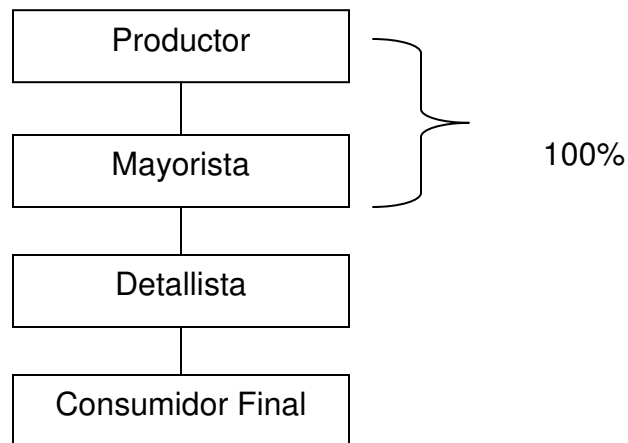 Productor
100%
Mayorista
Detallista
Consumidor Final